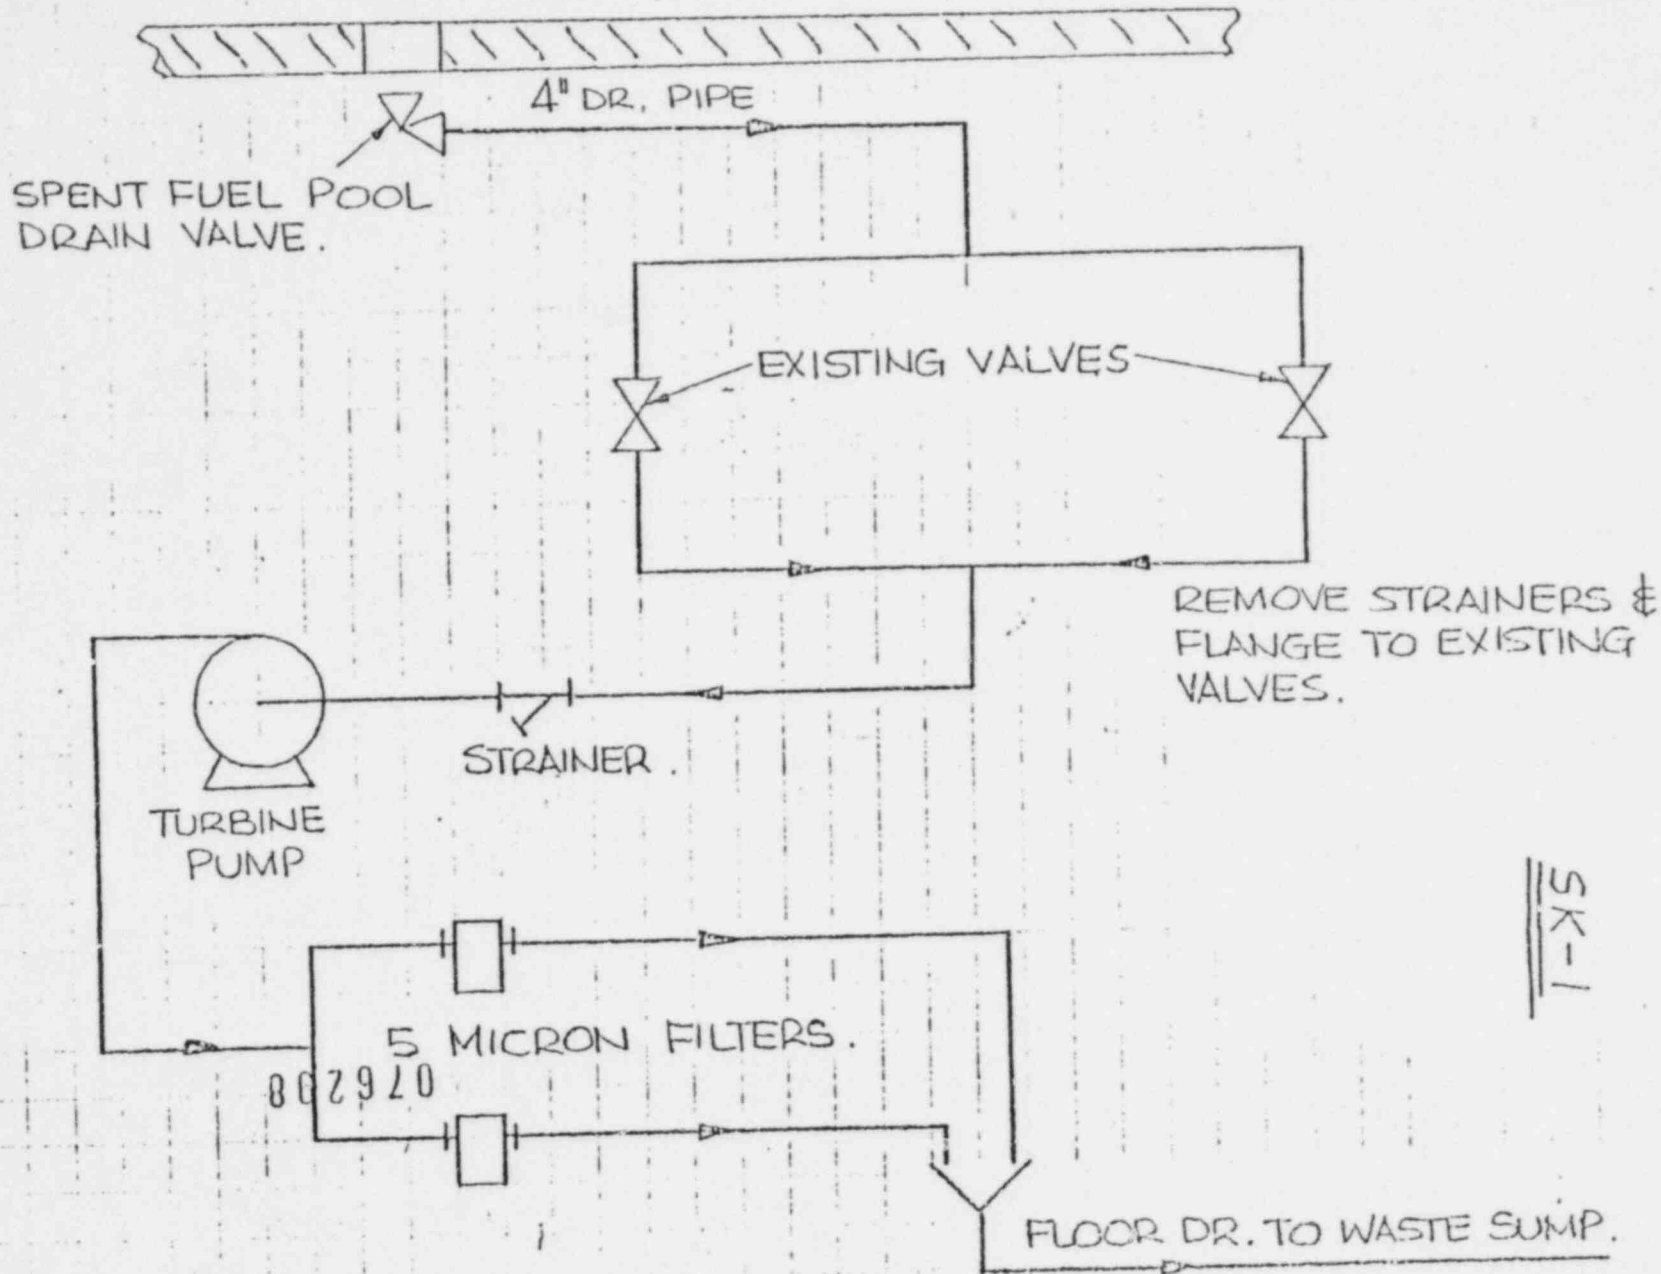 4" DR. PIPE
SPENT FUEL POOL
DRAIN VALVE.
EXISTING VALVES
REMOVE STRAINERS &
FLANGE TO EXISTING
VALVES.
STRAINER.
TURBINE
PUMP
SK-1
5 MICRON FILTERS.
076208
FLOOR DR. TO WASTE SUMP.